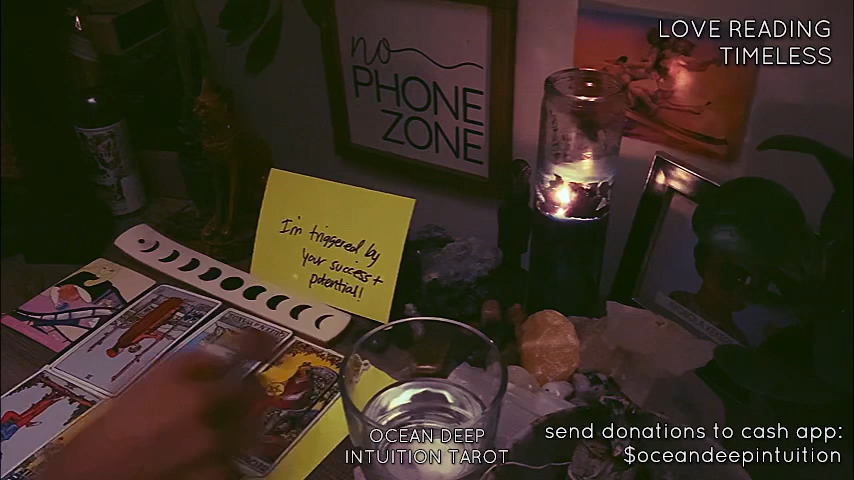 LOVE READING
TIMELESS
no
PHONE
ZONE
I'm triggered by
your success +
potential!
OCEAN DEEP
INTUITION TAROT
send donations to cash app:
$oceandeepintuition